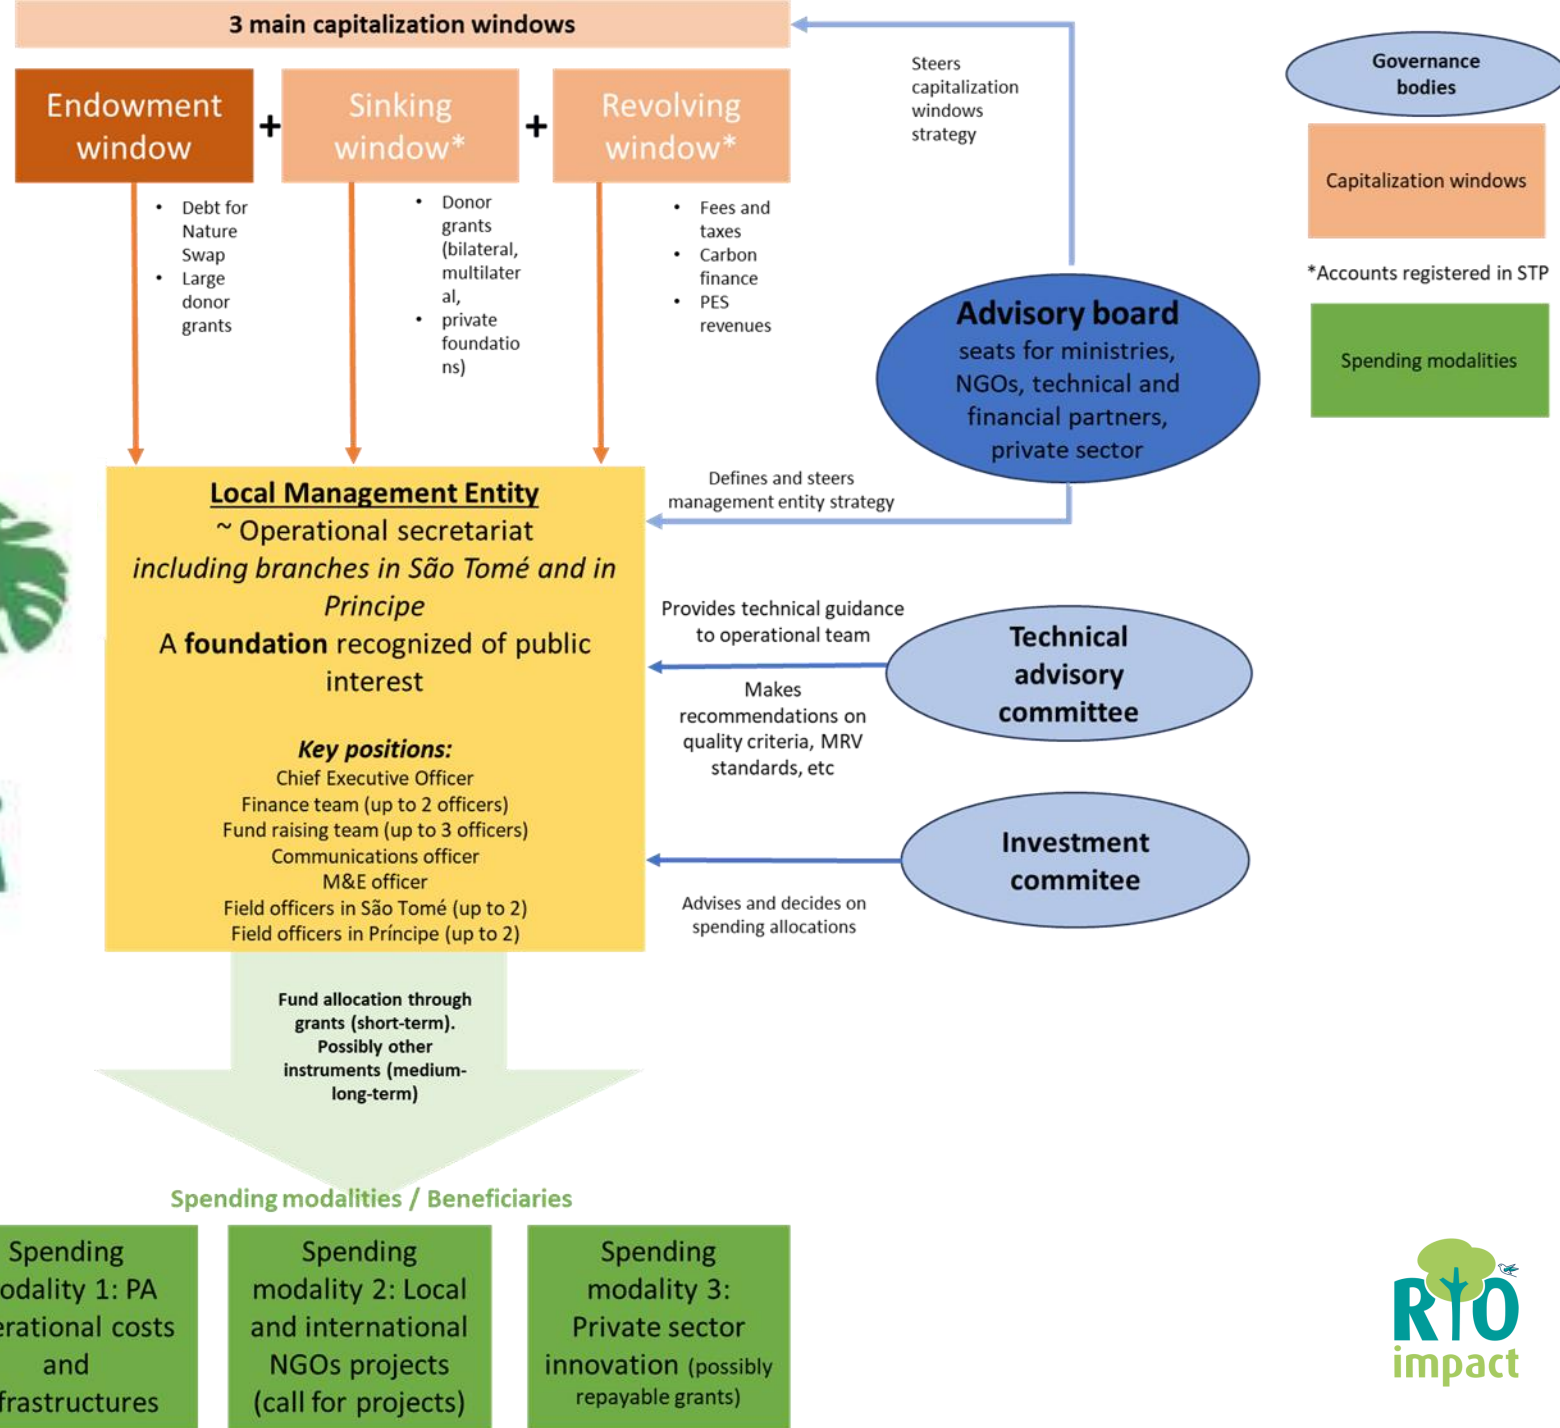 3 main capitalization windows
Endowment
window
+
Sinking
window*
+
Revolving
window*
• Debt for
Nature
Swap
• Large
donor
grants
• Donor
grants
(bilateral,
multilater
al,
• private
foundatio
ns)
• Fees and
taxes
• Carbon
finance
• PES
revenues
Steers
capitalization
windows
strategy
Governance
bodies
Capitalization windows
*Accounts registered in STP
Spending modalities
Advisory board
seats for ministries,
NGOs, technical and
financial partners,
private sector
Defines and steers
management entity strategy
Local Management Entity
~ Operational secretariat
including branches in São Tomé and in
Principe
A foundation recognized of public
interest
Key positions:
Chief Executive Officer
Finance team (up to 2 officers)
Fund raising team (up to 3 officers)
Communications officer
M&E officer
Field officers in São Tomé (up to 2)
Field officers in Príncipe (up to 2)
Provides technical guidance
to operational team
Makes
recommendations on
quality criteria, MRV
standards, etc
Technical
advisory
committee
Investment
commitee
Advises and decides on
spending allocations
Fund allocation through
grants (short-term).
Possibly other
instruments (medium-
long-term)
Spending modalities / Beneficiaries
Spending
odality 1: PA
erational costs
and
frastructures
Spending
modality 2: Local
and international
NGOs projects
(call for projects)
Spending
modality 3:
Private sector
innovation (possibly
repayable grants)
RIO
impact